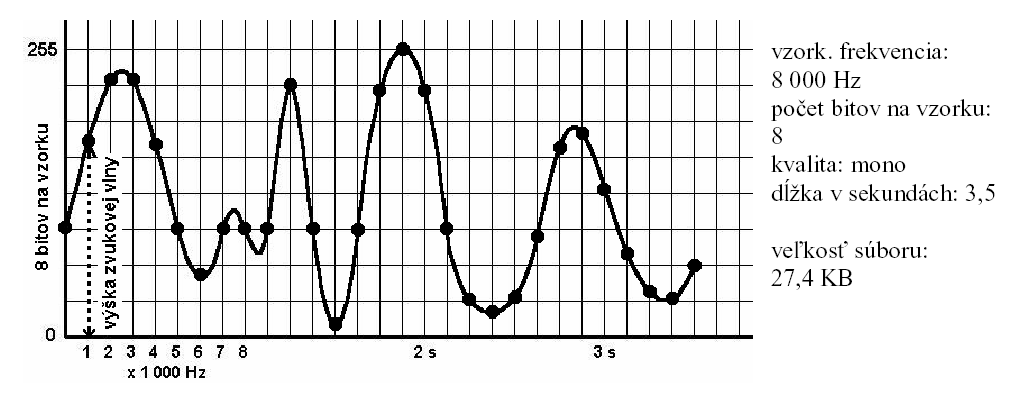 255
8 bitov na vzorku
výška zvukovej vlny
0
1 2 3 4 5 6 7 8 2 s 3 s
x 1 000 Hz
vzork. frekvencia:
8 000 Hz
počet bitov na vzorku:
8
kvalita: mono
dĺžka v sekundách: 3,5
veľkosť súboru:
27,4 KB